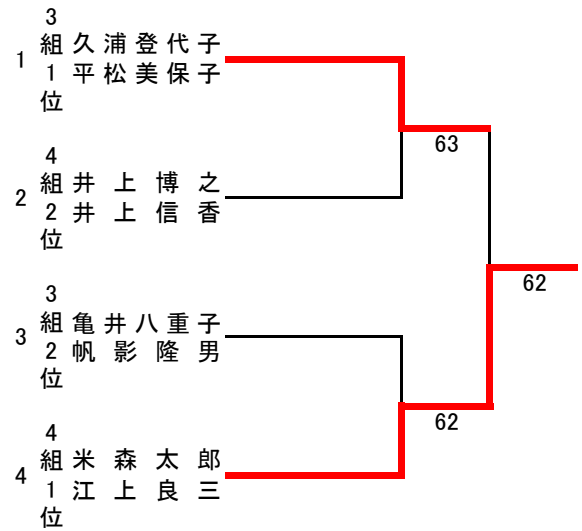 1 3組1位 久浦登代子
平松美保子
63
2 4組2位 井上博之
井上信香
62
3 3組2位 亀井八重子
帆影隆男
62
4 4組1位 米森太郎
江上良三